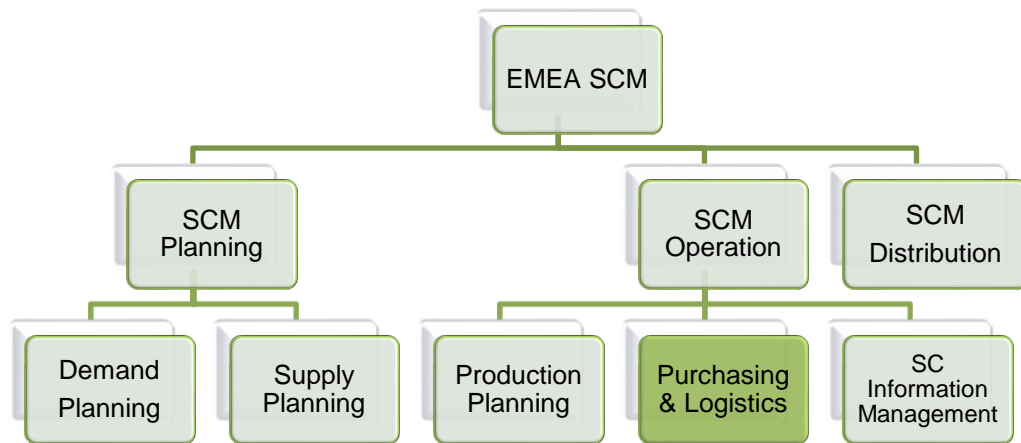 EMEA SCM
SCM
Planning
SCM
Operation
SCM
Distribution
Demand
Planning
Supply
Planning
Production
Planning
Purchasing
& Logistics
SC
Information
Management